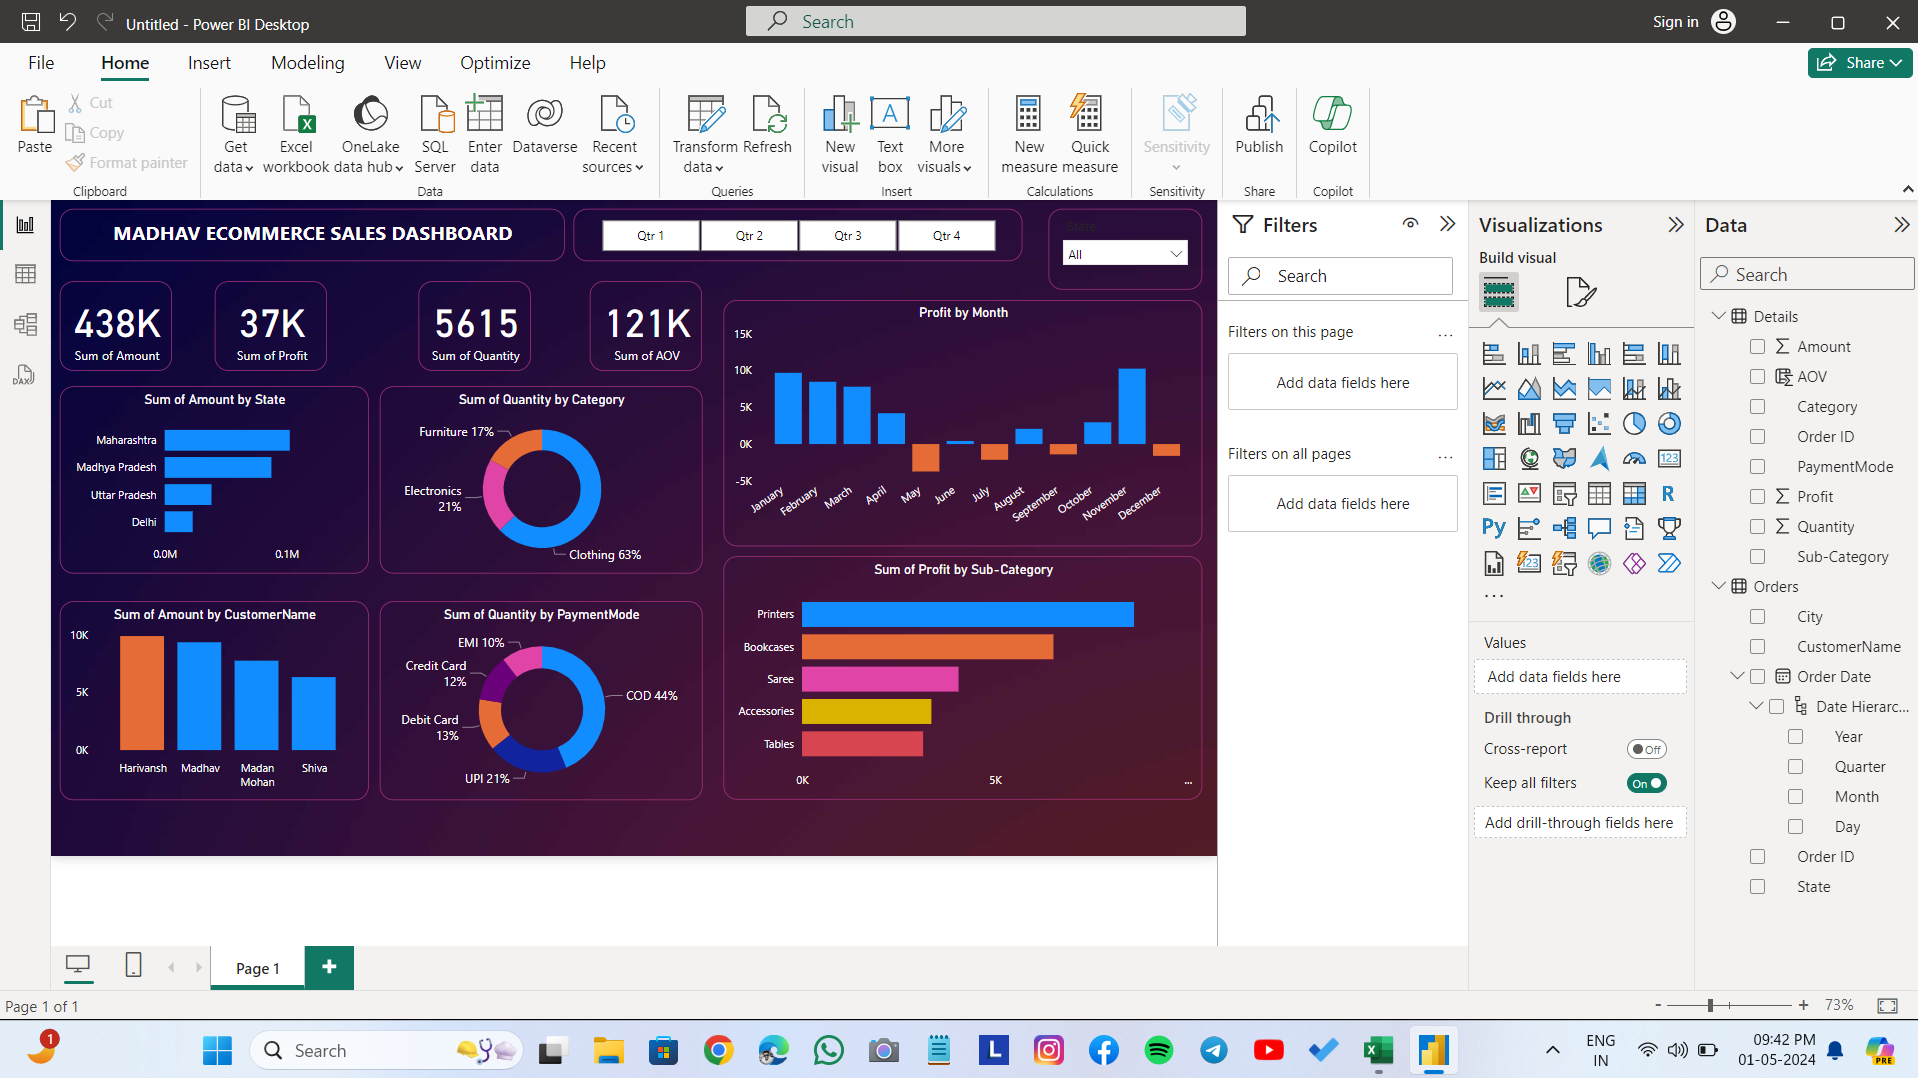 Untitled - Power BI Desktop
Search
Sign in
File Home Insert Modeling View Optimize Help
Share
Paste
Cut
Copy
Format painter
Clipboard
Get data
Excel workbook
OneLake data hub
SQL Server
Enter data
Dataverse
Recent sources
Data
Transform data
Refresh
Queries
New visual
Text box
More visuals
Insert
New measure
Quick measure
Calculations
Sensitivity
Sensitivity
Publish
Share
Copilot
Copilot
DAX
MADHAV ECOMMERCE SALES DASHBOARD
Qtr 1 Qtr 2 Qtr 3 Qtr 4
State
All
438K
Sum of Amount
37K
Sum of Profit
5615
Sum of Quantity
121K
Sum of AOV
Sum of Amount by State
Maharashtra
Madhya Pradesh
Uttar Pradesh
Delhi
0.0M 0.1M
Sum of Quantity by Category
Furniture 17%
Electronics
21%
Clothing 63%
Profit by Month
15K
10K
5K
0K
-5K
January February March April May June July August September October November December
Sum of Amount by CustomerName
10K
5K
0K
Harivansh Madhav Madan Mohan Shiva
Sum of Quantity by PaymentMode
EMI 10%
Credit Card
12%
COD 44%
Debit Card
13%
UPI 21%
Sum of Profit by Sub-Category
Printers
Bookcases
Saree
Accessories
Tables
0K 5K ...
Filters
Search
Filters on this page ...
Add data fields here
Filters on all pages ...
Add data fields here
Visualizations
Build visual
123
R
Py
123
...
Values
Add data fields here
Drill through
Cross-report Off
Keep all filters On
Add drill-through fields here
Data
Search
Details
Amount
AOV
Category
Order ID
PaymentMode
Profit
Quantity
Sub-Category
Orders
City
CustomerName
Order Date
Date Hierarc...
Year
Quarter
Month
Day
Order ID
State
Page 1
Page 1 of 1
- + 73%
1
Search
L
ENG
IN
09:42 PM
01-05-2024
PRE